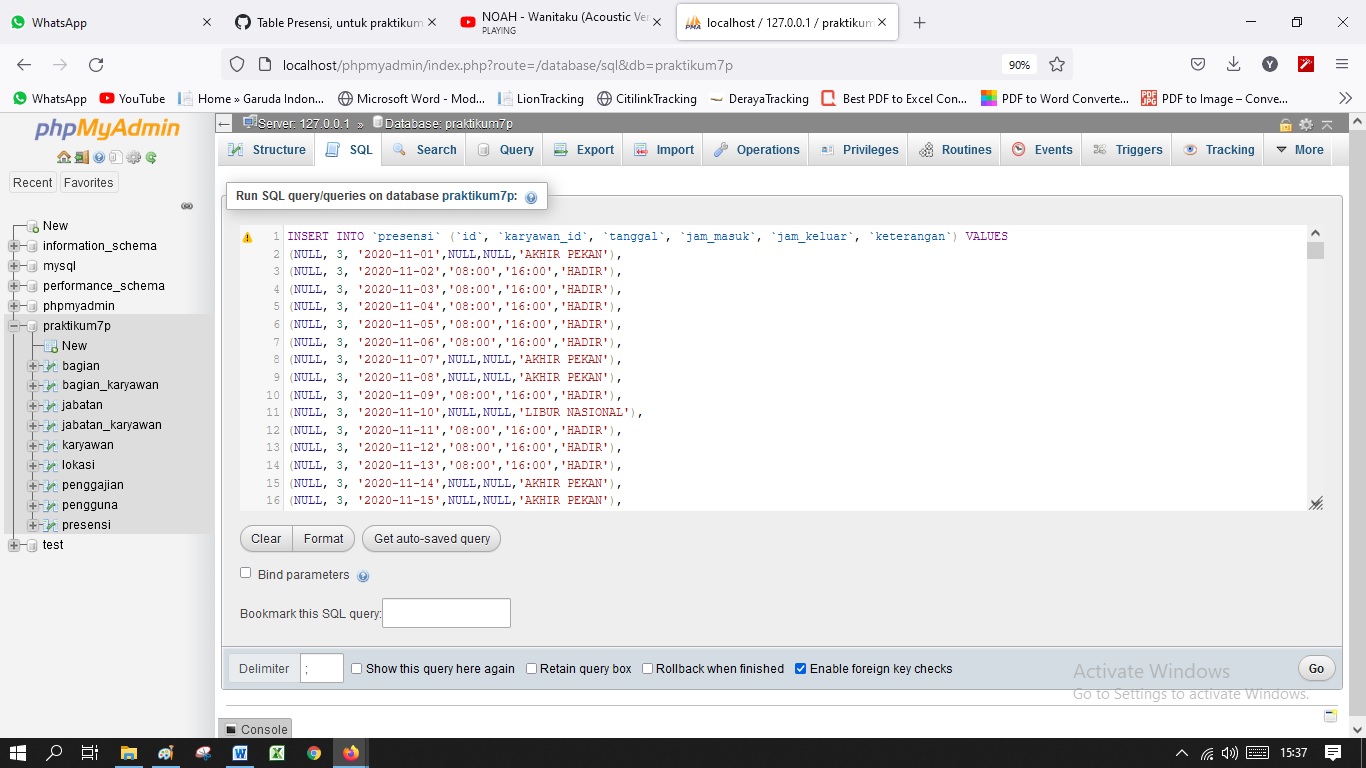 WhatsApp
Table Presensi, untuk praktikum
NOAH - Wanitaku (Acoustic Ver
PLAYING
localhost / 127.0.0.1 / praktikum
localhost/phpmyadmin/index.php?route=/database/sql&db=praktikum7p
90%
Y
WhatsApp
YouTube
Home » Garuda Indon...
Microsoft Word - Mod...
LionTracking
CitilinkTracking
DerayaTracking
Best PDF to Excel Con...
PDF to Word Converte...
PDF to Image – Conve...
phpMyAdmin
Recent
Favorites
New
information_schema
mysql
performance_schema
phpmyadmin
praktikum7p
New
bagian
bagian_karyawan
jabatan
jabatan_karyawan
karyawan
lokasi
penggajian
pengguna
presensi
test
Server: 127.0.0.1 » Database: praktikum7p
Structure
SQL
Search
Query
Export
Import
Operations
Privileges
Routines
Events
Triggers
Tracking
More
Run SQL query/queries on database praktikum7p:
1 INSERT INTO `presensi` (`id`, `karyawan_id`, `tanggal`, `jam_masuk`, `jam_keluar`, `keterangan`) VALUES
2 (NULL, 3, '2020-11-01',NULL,NULL,'AKHIR PEKAN'),
3 (NULL, 3, '2020-11-02','08:00','16:00','HADIR'),
4 (NULL, 3, '2020-11-03','08:00','16:00','HADIR'),
5 (NULL, 3, '2020-11-04','08:00','16:00','HADIR'),
6 (NULL, 3, '2020-11-05','08:00','16:00','HADIR'),
7 (NULL, 3, '2020-11-06','08:00','16:00','HADIR'),
8 (NULL, 3, '2020-11-07',NULL,NULL,'AKHIR PEKAN'),
9 (NULL, 3, '2020-11-08',NULL,NULL,'AKHIR PEKAN'),
10 (NULL, 3, '2020-11-09','08:00','16:00','HADIR'),
11 (NULL, 3, '2020-11-10',NULL,NULL,'LIBUR NASIONAL'),
12 (NULL, 3, '2020-11-11','08:00','16:00','HADIR'),
13 (NULL, 3, '2020-11-12','08:00','16:00','HADIR'),
14 (NULL, 3, '2020-11-13','08:00','16:00','HADIR'),
15 (NULL, 3, '2020-11-14',NULL,NULL,'AKHIR PEKAN'),
16 (NULL, 3, '2020-11-15',NULL,NULL,'AKHIR PEKAN'),
Clear
Format
Get auto-saved query
Bind parameters
Bookmark this SQL query:
Delimiter
;
Show this query here again
Retain query box
Rollback when finished
Enable foreign key checks
Go
Activate Windows
Go to Settings to activate Windows.
Console
15:37